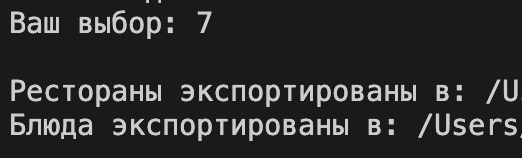 Ваш выбор: 7
Рестораны экспортированы в: /U
Блюда экспортированы в: /Users/